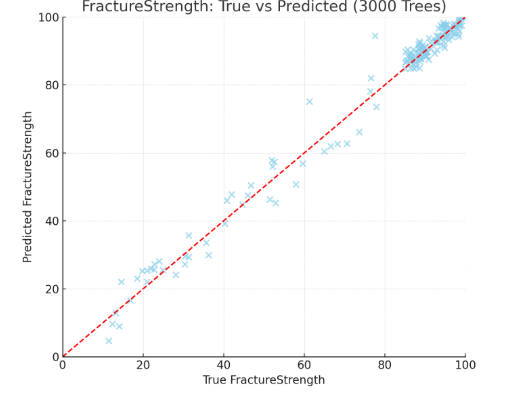 FractureStrength: True vs Predicted (3000 Trees)
100
80
60
40
20
0
Predicted FractureStrength
0 20 40 60 80 100
True FractureStrength